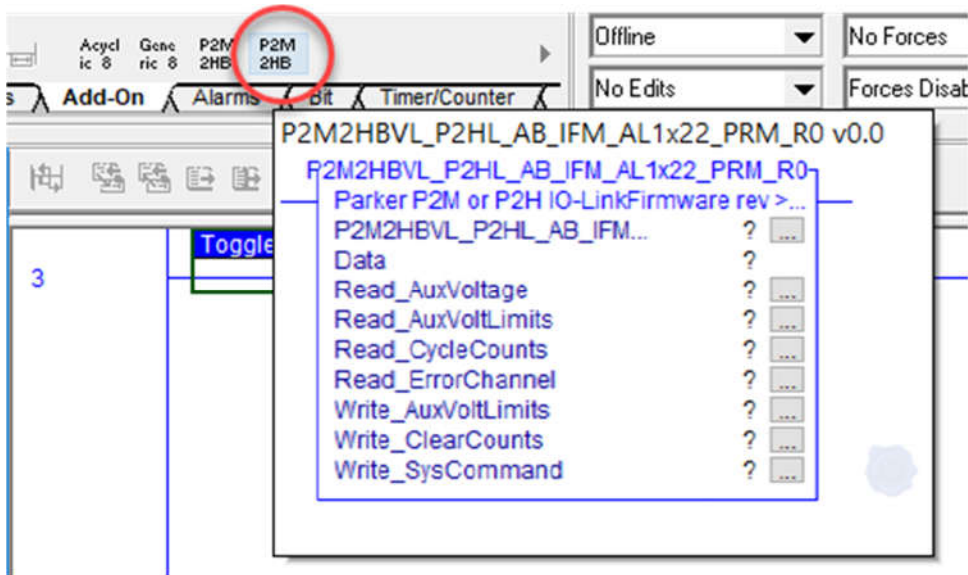 Offline
No Forces
Acycl Gene P2M P2M
ic 8 ric 8 2HB 2HB
No Edits
Forces Disab
s Add-On Alarms Bit Timer/Counter
P2M2HBVL_P2HL_AB_IFM_AL1x22_PRM_R0 v0.0
P2M2HBVL_P2HL_AB_IFM_AL1x22_PRM_R0
Parker P2M or P2H IO-LinkFirmware rev >...
P2M2HBVL_P2HL_AB_IFM... ? ...
Data ?
Read_AuxVoltage ? ...
Read_AuxVoltLimits ? ...
Read_CycleCounts ? ...
Read_ErrorChannel ? ...
Write_AuxVoltLimits ? ...
Write_ClearCounts ? ...
Write_SysCommand ? ...
Toggle
3